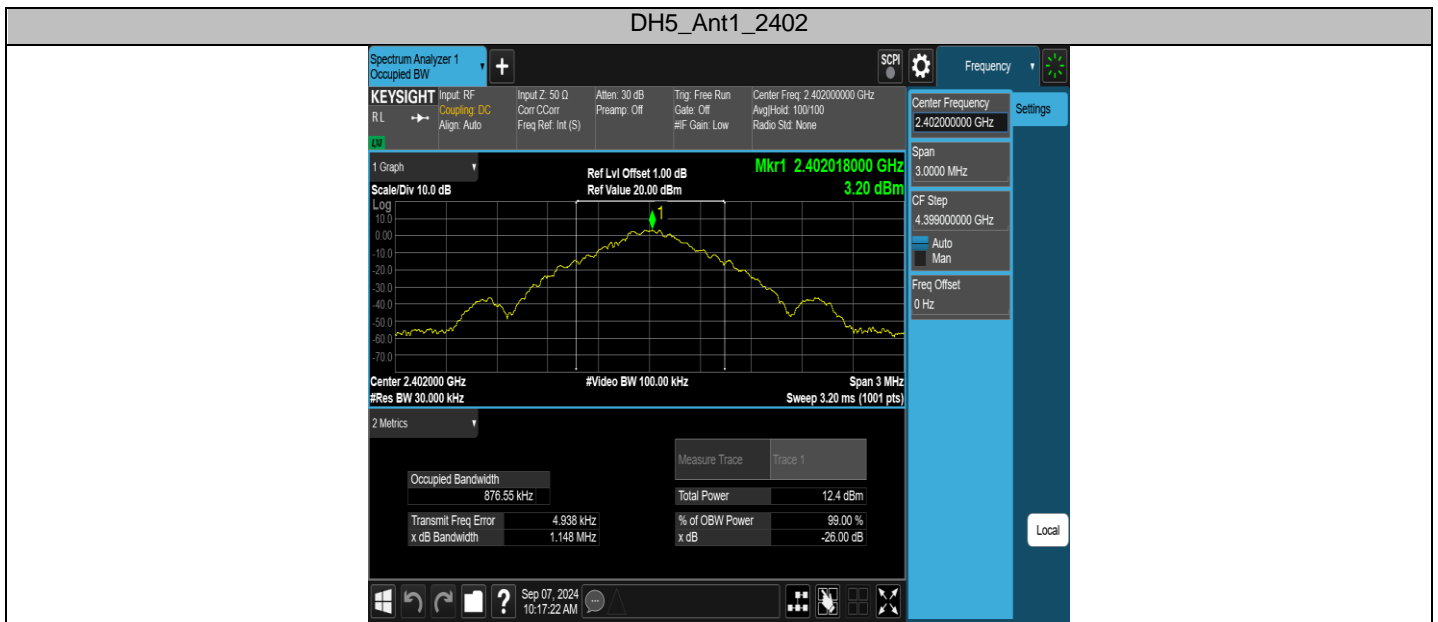 DH5_Ant1_2402
Spectrum Analyzer 1
Occupied BW
+
SCPI
Frequency
KEYSIGHT
R L
Input: RF
Coupling: DC
Align: Auto
Input Z: 50 Ω
Corr CCorr
Freq Ref: Int (S)
Atten: 30 dB
Preamp: Off
Trig: Free Run
Gate: Off
#IF Gain: Low
Center Freq: 2.402000000 GHz
Avg|Hold: 100/100
Radio Std: None
1 Graph
Scale/Div 10.0 dB
Ref Lvl Offset 1.00 dB
Ref Value 20.00 dBm
Mkr1 2.402018000 GHz
3.20 dBm
Log
10.0
0.00
-10.0
-20.0
-30.0
-40.0
-50.0
-60.0
-70.0
1
Center 2.402000 GHz
#Res BW 30.000 kHz
#Video BW 100.00 kHz
Span 3 MHz
Sweep 3.20 ms (1001 pts)
2 Metrics
Measure Trace Trace 1
Occupied Bandwidth
876.55 kHz
Total Power 12.4 dBm
Transmit Freq Error 4.938 kHz
% of OBW Power 99.00 %
x dB Bandwidth 1.148 MHz
x dB -26.00 dB
Center Frequency
2.402000000 GHz
Settings
Span
3.0000 MHz
CF Step
4.399000000 GHz
Auto
Man
Freq Offset
0 Hz
Local
?
Sep 07, 2024
10:17:22 AM